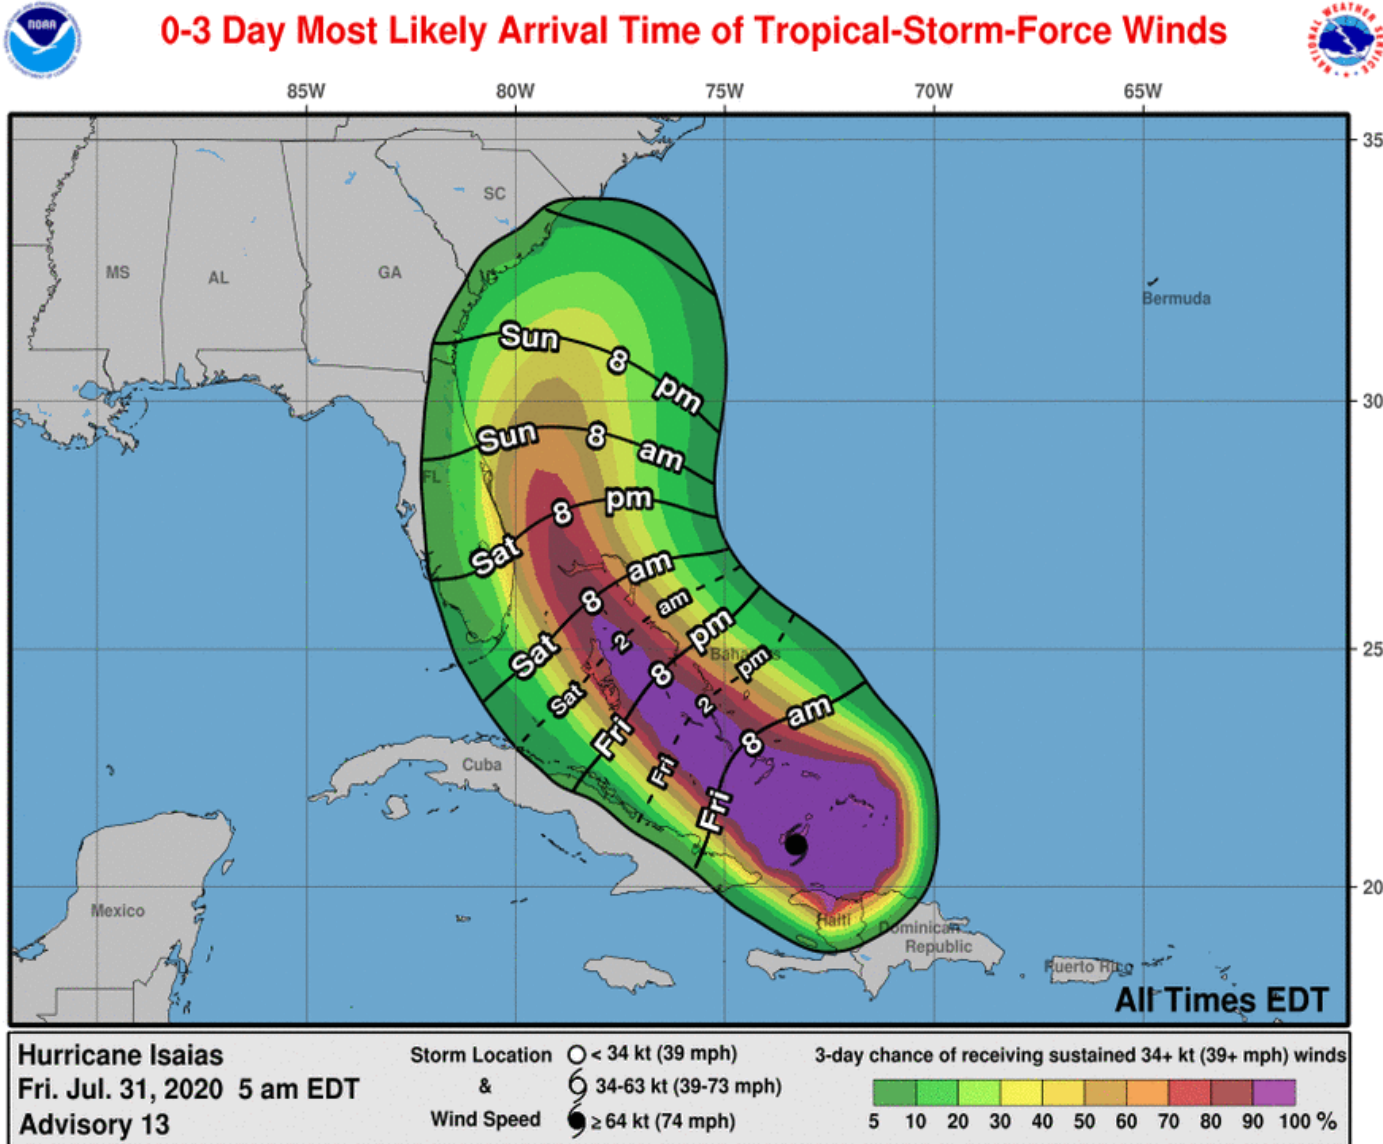 0-3 Day Most Likely Arrival Time of Tropical-Storm-Force Winds
NOAA
NATIONAL WEATHER SERVICE
85W 80W 75W 70W 65W
35
SC
MS AL GA
Bermuda
Sun 8 pm
30
Sun 8 am
FL
Sat 8 pm
Sat 8 am
Sat 2 am
25
Bahamas
Fri 8 pm
Fri 2 pm
Fri 8 am
Cuba
20
Mexico
Haiti
Dominican
Republic
Puerto Rico
All Times EDT
Hurricane Isaias
Fri. Jul. 31, 2020 5 am EDT
Advisory 13
Storm Location
&
Wind Speed
< 34 kt (39 mph)
34-63 kt (39-73 mph)
≥ 64 kt (74 mph)
3-day chance of receiving sustained 34+ kt (39+ mph) winds
5 10 20 30 40 50 60 70 80 90 100 %